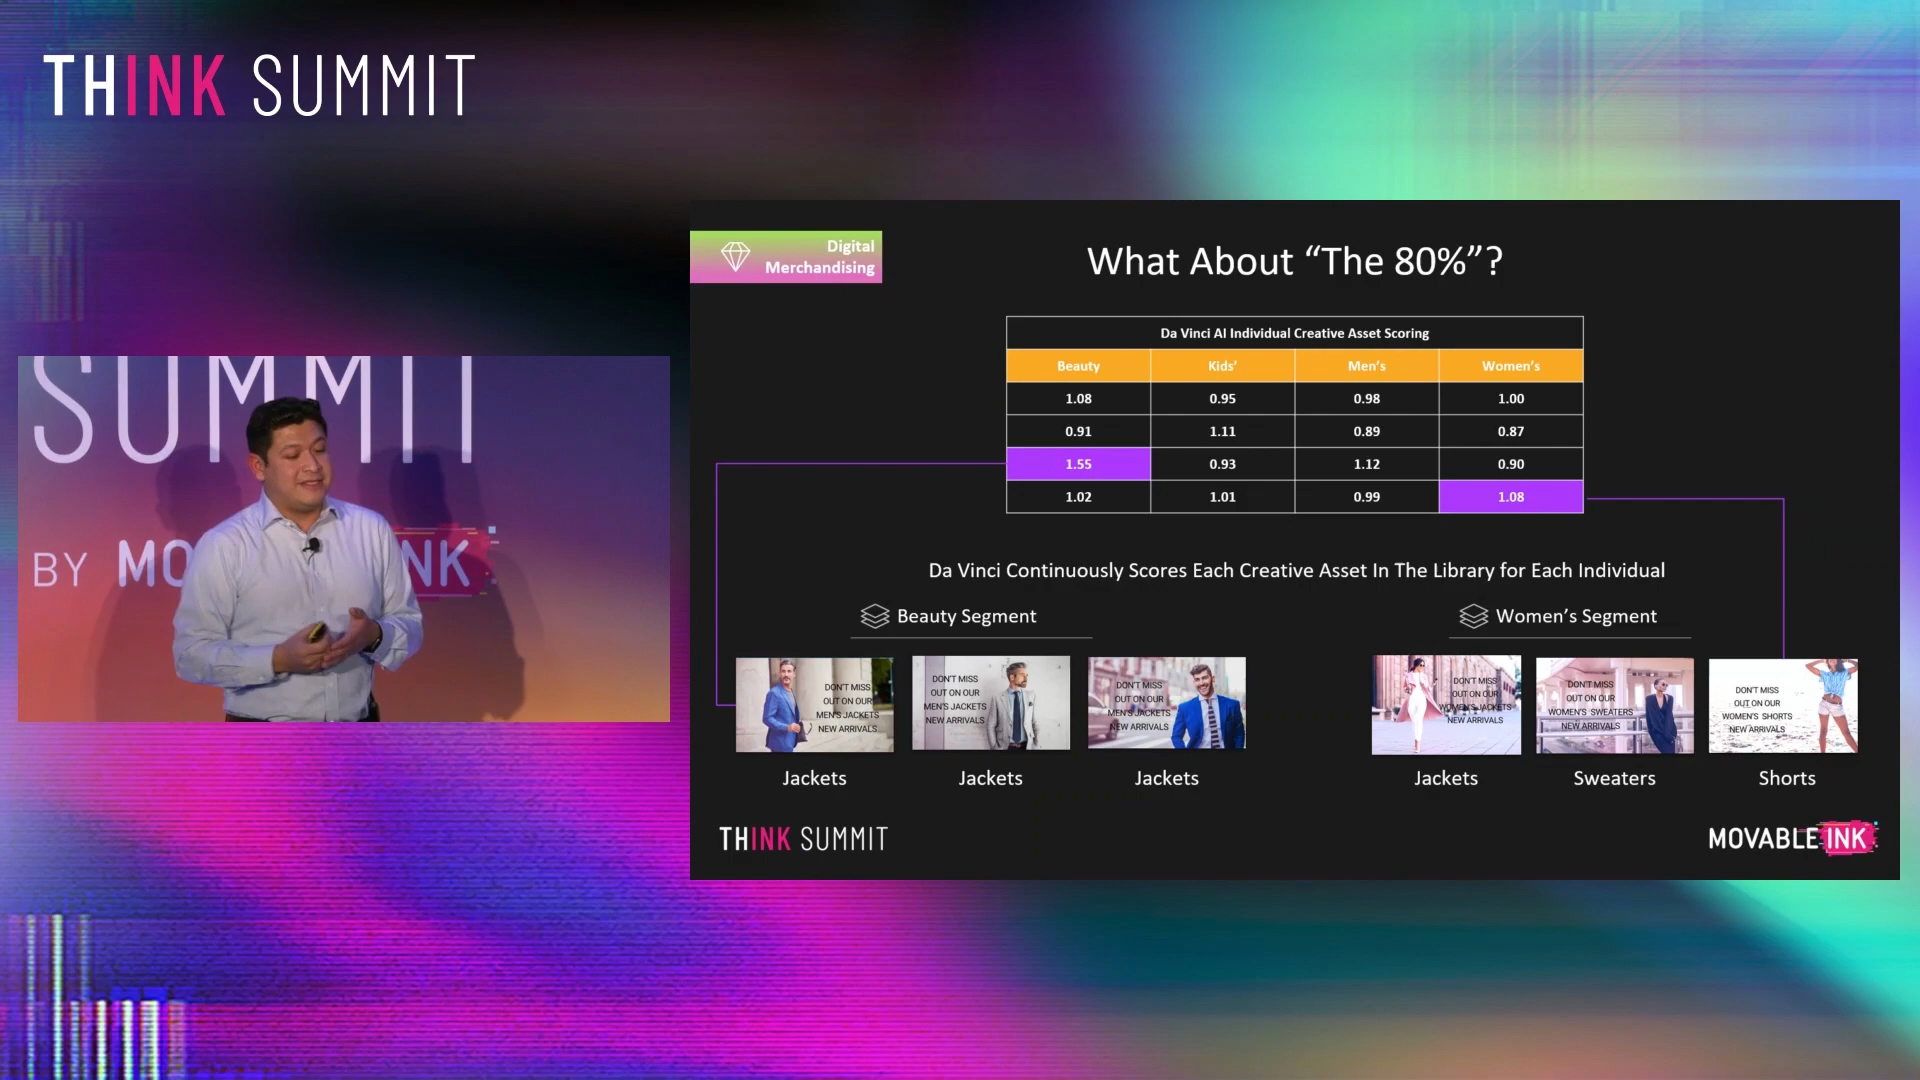 THINK SUMMIT
SUMMIT
BY MO
NK
Digital
Merchandising
What About “The 80%”?
Da Vinci AI Individual Creative Asset Scoring
Beauty Kids’ Men’s Women’s
1.08 0.95 0.98 1.00
0.91 1.11 0.89 0.87
1.55 0.93 1.12 0.90
1.02 1.01 0.99 1.08
Da Vinci Continuously Scores Each Creative Asset In The Library for Each Individual
Beauty Segment
DON'T MISS
OUT ON OUR
MEN'S JACKETS
NEW ARRIVALS
Jackets
DON'T MISS
OUT ON OUR
MEN'S JACKETS
NEW ARRIVALS
Jackets
DON'T MISS
OUT ON OUR
MEN'S JACKETS
NEW ARRIVALS
Jackets
Women’s Segment
DON'T MISS
OUT ON OUR
WOMEN'S JACKETS
NEW ARRIVALS
Jackets
DON'T MISS
OUT ON OUR
WOMEN'S SWEATERS
NEW ARRIVALS
Sweaters
DON'T MISS
OUT ON OUR
WOMEN'S SHORTS
NEW ARRIVALS
Shorts
THINK SUMMIT
MOVABLE INK